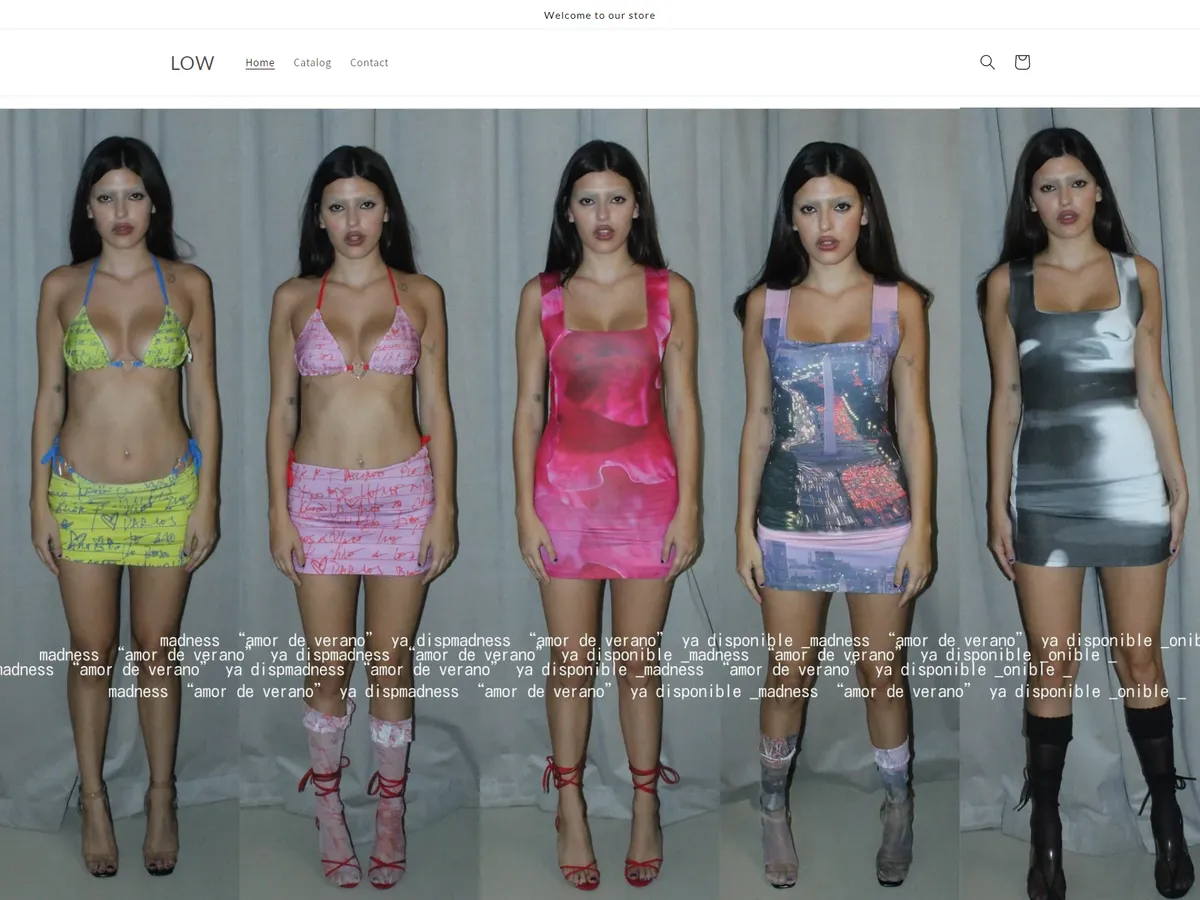 Welcome to our store
LOW
Home
Catalog
Contact
madness “amor de verano” ya dispmadness “amor de verano” ya disponible _madness “amor de verano” ya disponible _onib
madness “amor de verano” ya dispmadness “amor de verano” ya disponible _madness “amor de verano” ya disponible _onible _
madness “amor de verano” ya dispmadness “amor de verano” ya disponible _madness “amor de verano” ya disponible _onible _
madness “amor de verano” ya dispmadness “amor de verano” ya disponible _madness “amor de verano” ya disponible _onible _